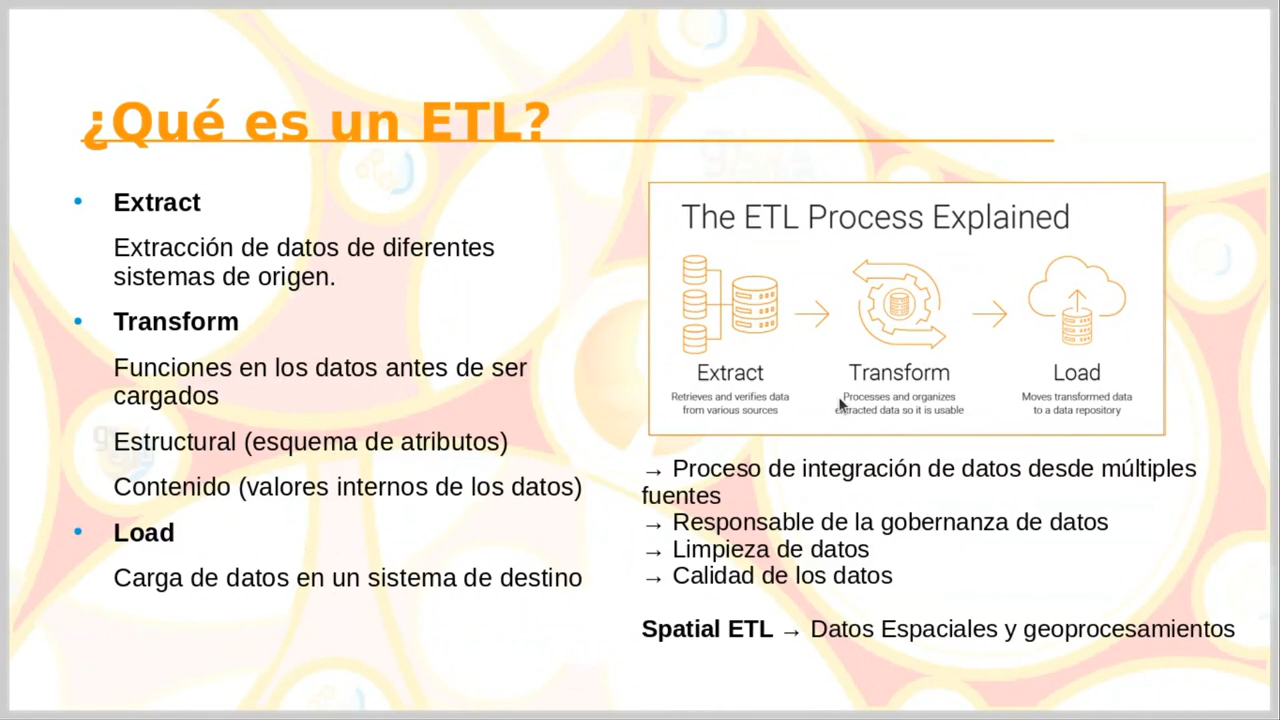 ¿Qué es un ETL?
• Extract
Extracción de datos de diferentes
sistemas de origen.
• Transform
Funciones en los datos antes de ser
cargados
Estructural (esquema de atributos)
Contenido (valores internos de los datos)
• Load
Carga de datos en un sistema de destino
The ETL Process Explained
Extract
Retrieves and verifies data
from various sources
Transform
Processes and organizes
extracted data so it is usable
Load
Moves transformed data
to a data repository
→ Proceso de integración de datos desde múltiples
fuentes
→ Responsable de la gobernanza de datos
→ Limpieza de datos
→ Calidad de los datos
Spatial ETL → Datos Espaciales y geoprocesamientos